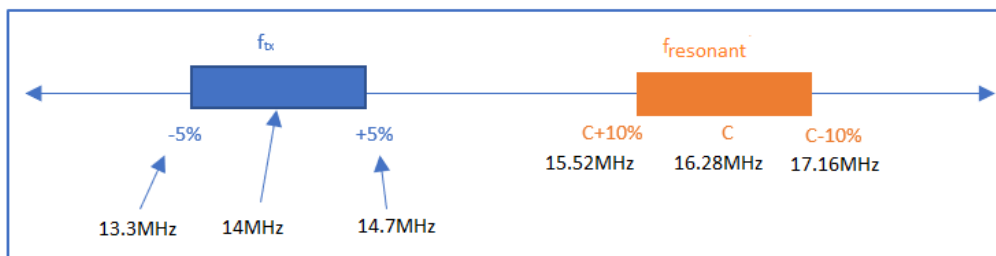 ftx
fresonant
-5%
+5%
C+10%
C
C-10%
15.52MHz
16.28MHz
17.16MHz
13.3MHz
14MHz
14.7MHz